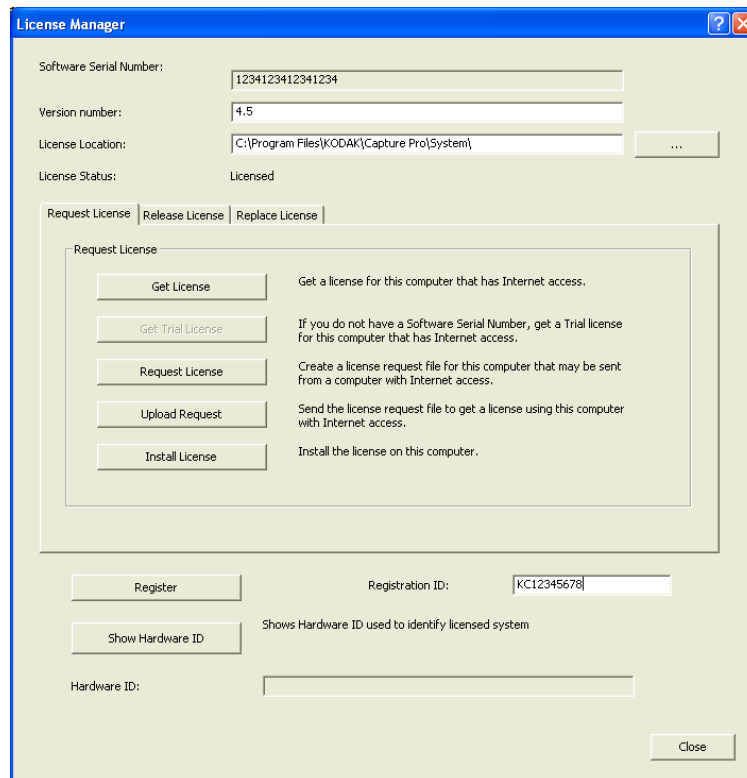 License Manager
Software Serial Number:
1234123412341234
Version number:
4.5
License Location:
C:\Program Files\KODAK\Capture Pro\System\
...
License Status:
Licensed
Request License
Release License
Replace License
Request License
Get License
Get a license for this computer that has Internet access.
Get Trial License
If you do not have a Software Serial Number, get a Trial license
for this computer that has Internet access.
Request License
Create a license request file for this computer that may be sent
from a computer with Internet access.
Upload Request
Send the license request file to get a license using this computer
with Internet access.
Install License
Install the license on this computer.
Register
Registration ID:
KC12345678
Show Hardware ID
Shows Hardware ID used to identify licensed system
Hardware ID:
Close